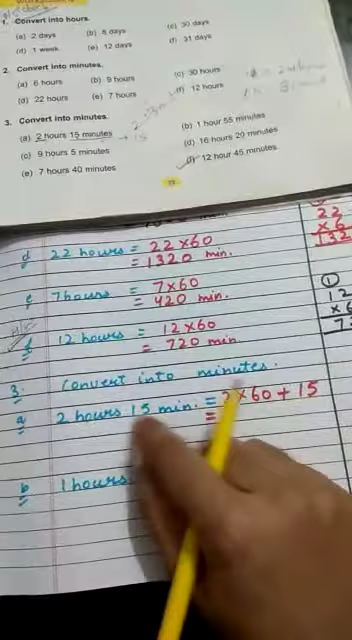 1. Convert into hours.
(a) 2 days (b) 8 days (c) 30 days
(d) 1 week (e) 12 days (f) 31 days
2. Convert into minutes.
(a) 6 hours (b) 9 hours (c) 30 hours
(d) 22 hours (e) 7 hours (f) 12 hours
3. Convert into minutes.
(a) 2 hours 15 minutes (b) 1 hour 55 minutes
(c) 9 hours 5 minutes (d) 16 hours 20 minutes
(e) 7 hours 40 minutes (f) 12 hour 45 minutes
d 22 hours = 22 × 60
= 1320 min.
22
× 6
132
e 7 hours = 7 × 60
= 420 min.
f 12 hours = 12 × 60
= 720 min
1
12
× 6
3. Convert into minutes.
a 2 hours 15 min. = 2 × 60 + 15
=
b 1 hours